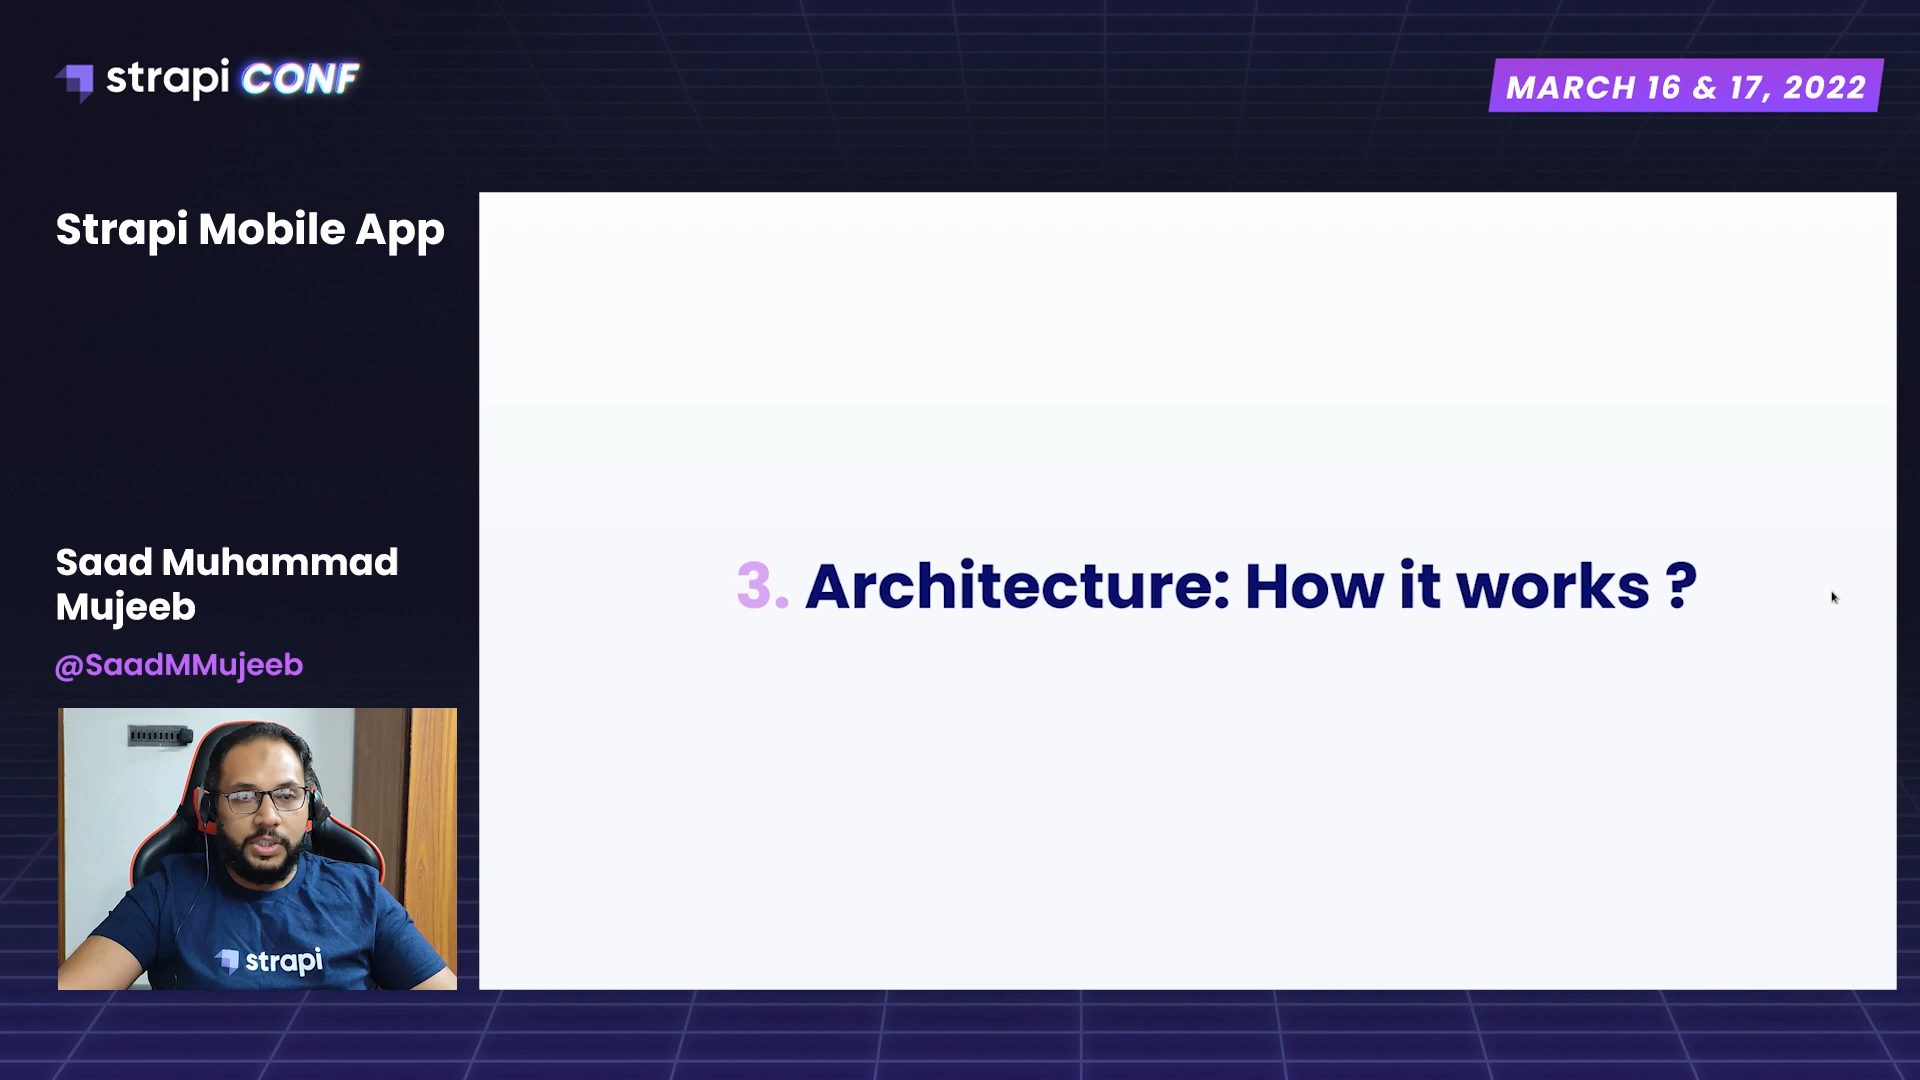 strapi CONF
MARCH 16 & 17, 2022
Strapi Mobile App
3. Architecture: How it works ?
Saad Muhammad
Mujeeb
@SaadMMujeeb
strapi